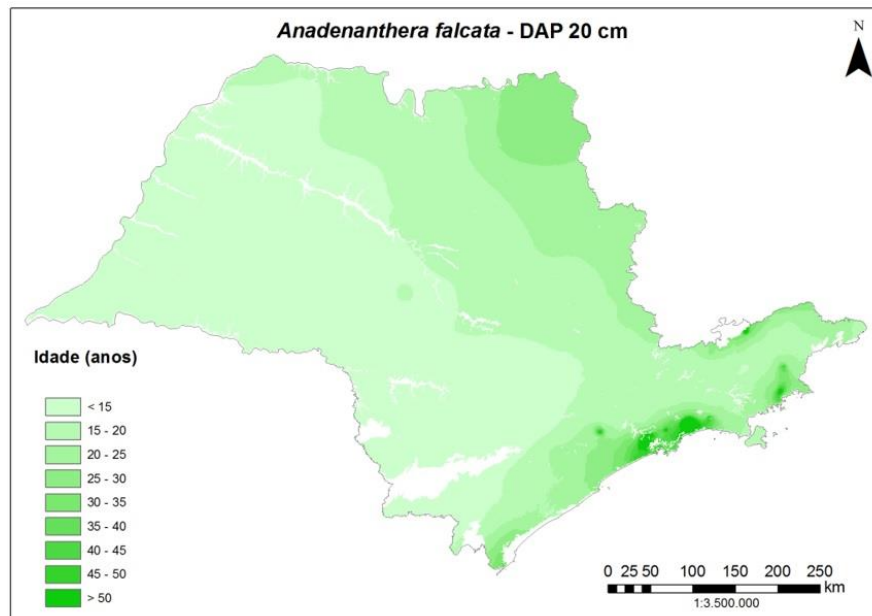 Anadenanthera falcata - DAP 20 cm
N
Idade (anos)
< 15
15 - 20
20 - 25
25 - 30
30 - 35
35 - 40
40 - 45
45 - 50
> 50
0 25 50 100 150 200 250
km
1:3.500.000